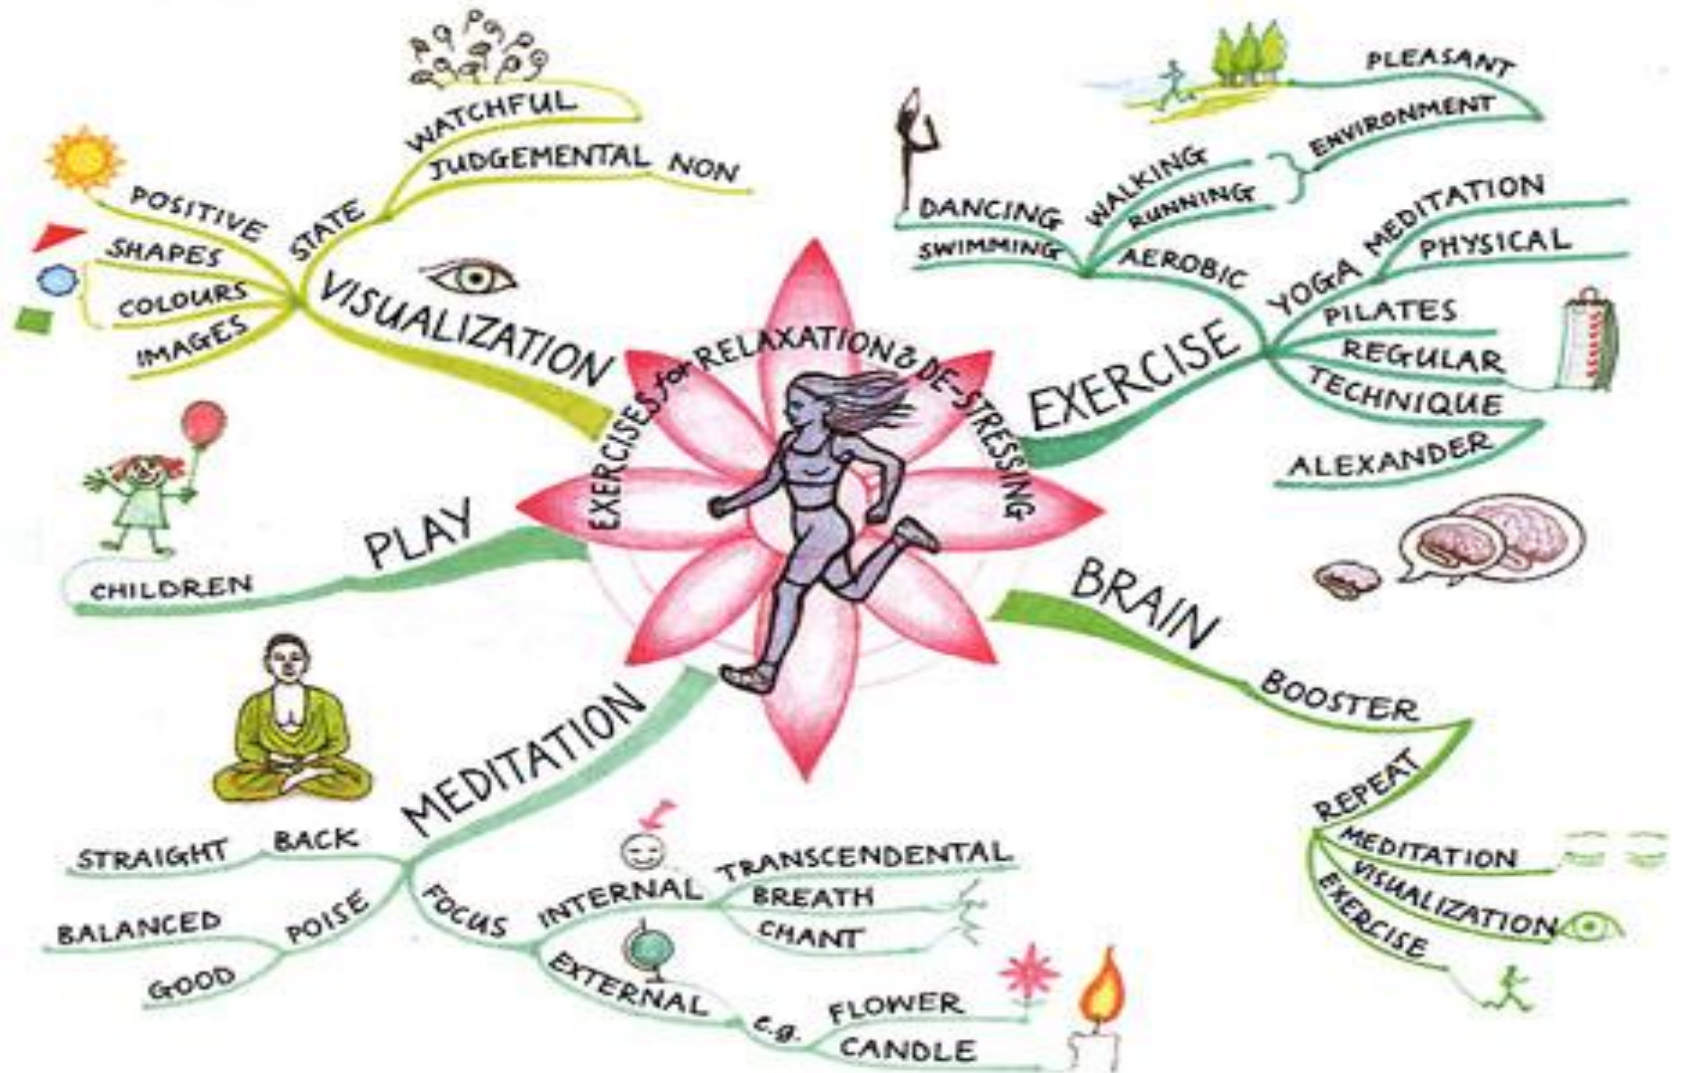 EXERCISES for RELAXATION & DE-STRESSING
EXERCISE
AEROBIC
DANCING
SWIMMING
WALKING
RUNNING
ENVIRONMENT
PLEASANT
YOGA
MEDITATION
PHYSICAL
PILATES
REGULAR
TECHNIQUE
ALEXANDER
BRAIN
BOOSTER
REPEAT
MEDITATION
VISUALIZATION
EXERCISE
MEDITATION
FOCUS
INTERNAL
TRANSCENDENTAL
BREATH
CHANT
EXTERNAL
e.g.
FLOWER
CANDLE
POISE
BALANCED
GOOD
BACK
STRAIGHT
PLAY
CHILDREN
VISUALIZATION
IMAGES
COLOURS
SHAPES
POSITIVE
STATE
WATCHFUL
JUDGEMENTAL NON